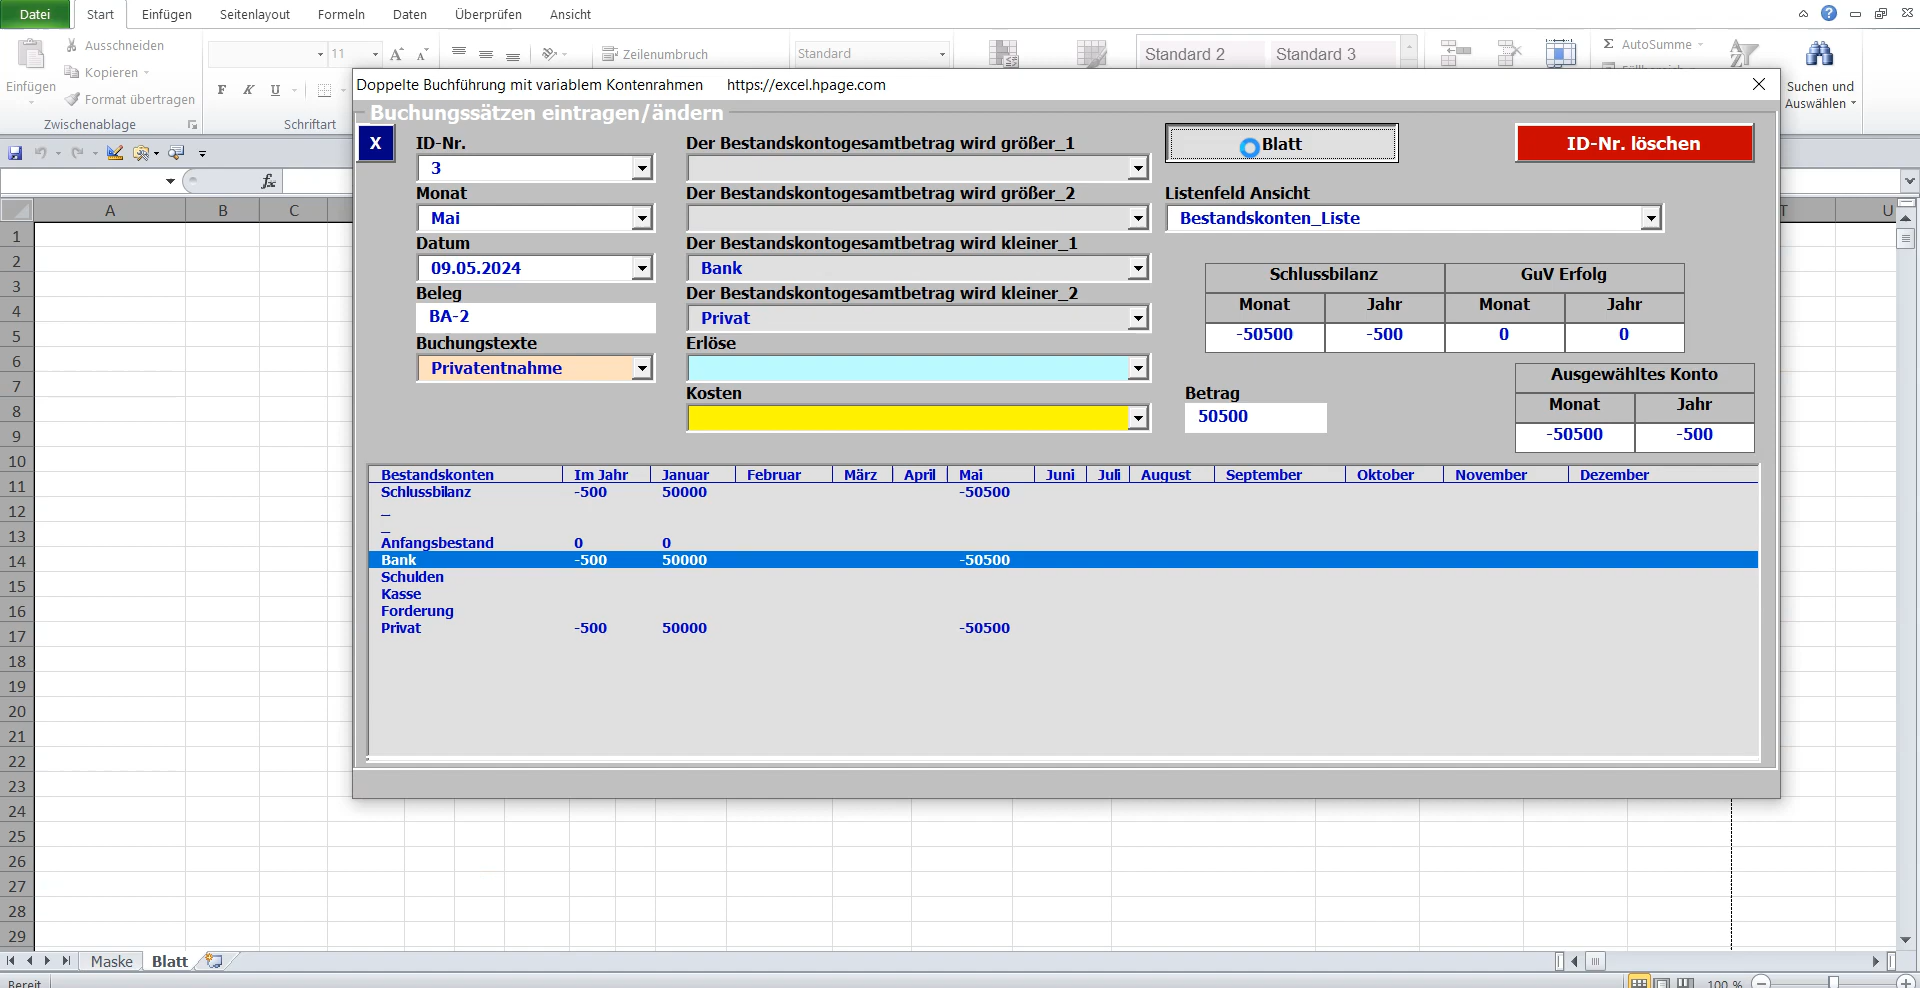 Datei Start Einfügen Seitenlayout Formeln Daten Überprüfen Ansicht
Ausschneiden
Kopieren
Format übertragen
Einfügen
Zwischenablage
11
F K U
Schriftart
Zeilenumbruch
Standard
Standard 2 Standard 3
Σ AutoSumme
Suchen und
Auswählen
Doppelte Buchführung mit variablem Kontenrahmen https://excel.hpage.com
Buchungssätzen eintragen/ändern
X
ID-Nr.
3
Monat
Mai
Datum
09.05.2024
Beleg
BA-2
Buchungstexte
Privatentnahme
Der Bestandskontogesamtbetrag wird größer_1
Der Bestandskontogesamtbetrag wird größer_2
Der Bestandskontogesamtbetrag wird kleiner_1
Bank
Der Bestandskontogesamtbetrag wird kleiner_2
Privat
Erlöse
Kosten
Blatt
ID-Nr. löschen
Listenfeld Ansicht
Bestandskonten_Liste
Schlussbilanz GuV Erfolg
Monat Jahr Monat Jahr
-50500 -500 0 0
Betrag
50500
Ausgewähltes Konto
Monat Jahr
-50500 -500
Bestandskonten Im Jahr Januar Februar März April Mai Juni Juli August September Oktober November Dezember
Schlussbilanz -500 50000 -50500
_
_
Anfangsbestand 0 0
Bank -500 50000 -50500
Schulden
Kasse
Forderung
Privat -500 50000 -50500
fx
A B C T U
1
2
3
4
5
6
7
8
9
10
11
12
13
14
15
16
17
18
19
20
21
22
23
24
25
26
27
28
29
Maske Blatt
Bereit
100 %